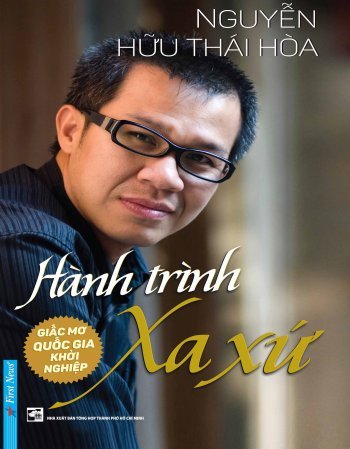 NGUYỄN
HỮU THÁI HÒA
Hành trình
Xa xứ
GIẤC MƠ
QUỐC GIA
KHỞI
NGHIỆP
First News
NHÀ XUẤT BẢN TỔNG HỢP THÀNH PHỐ HỒ CHÍ MINH